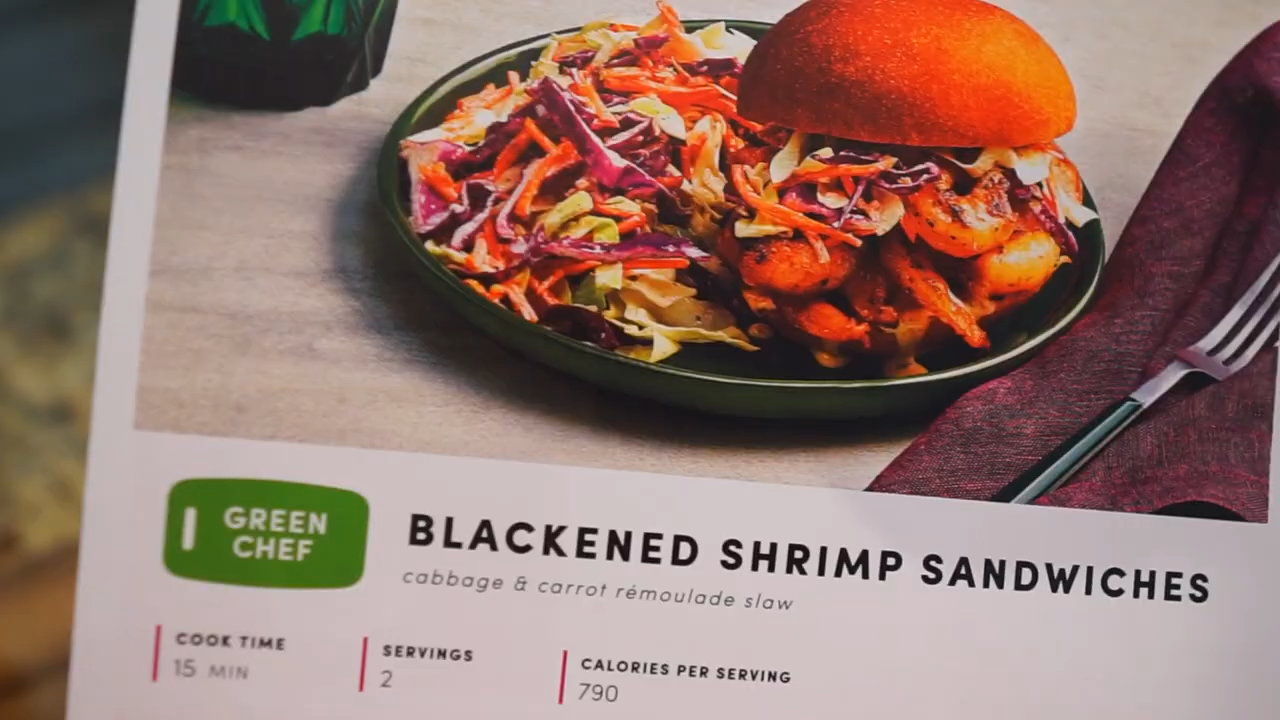 GREEN
CHEF
BLACKENED SHRIMP SANDWICHES
cabbage & carrot rémoulade slaw
COOK TIME
15 MIN
SERVINGS
2
CALORIES PER SERVING
790